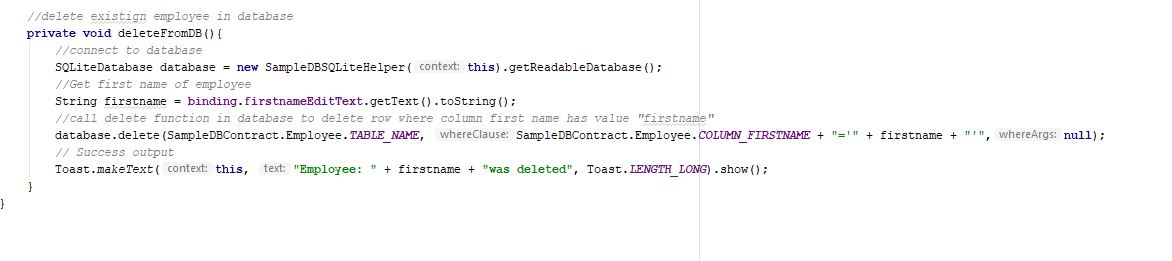 //delete existign employee in database
private void deleteFromDB(){
//connect to database
SQLiteDatabase database = new SampleDBSQLiteHelper( context: this).getReadableDatabase();
//Get first name of employee
String firstname = binding.firstnameEditText.getText().toString();
//call delete function in database to delete row where column first name has value "firstname"
database.delete(SampleDBContract.Employee.TABLE_NAME, whereClause: SampleDBContract.Employee.COLUMN_FIRSTNAME + "='" + firstname + "'", whereArgs: null);
// Success output
Toast.makeText( context: this, text: "Employee: " + firstname + "was deleted", Toast.LENGTH_LONG).show();
}
}